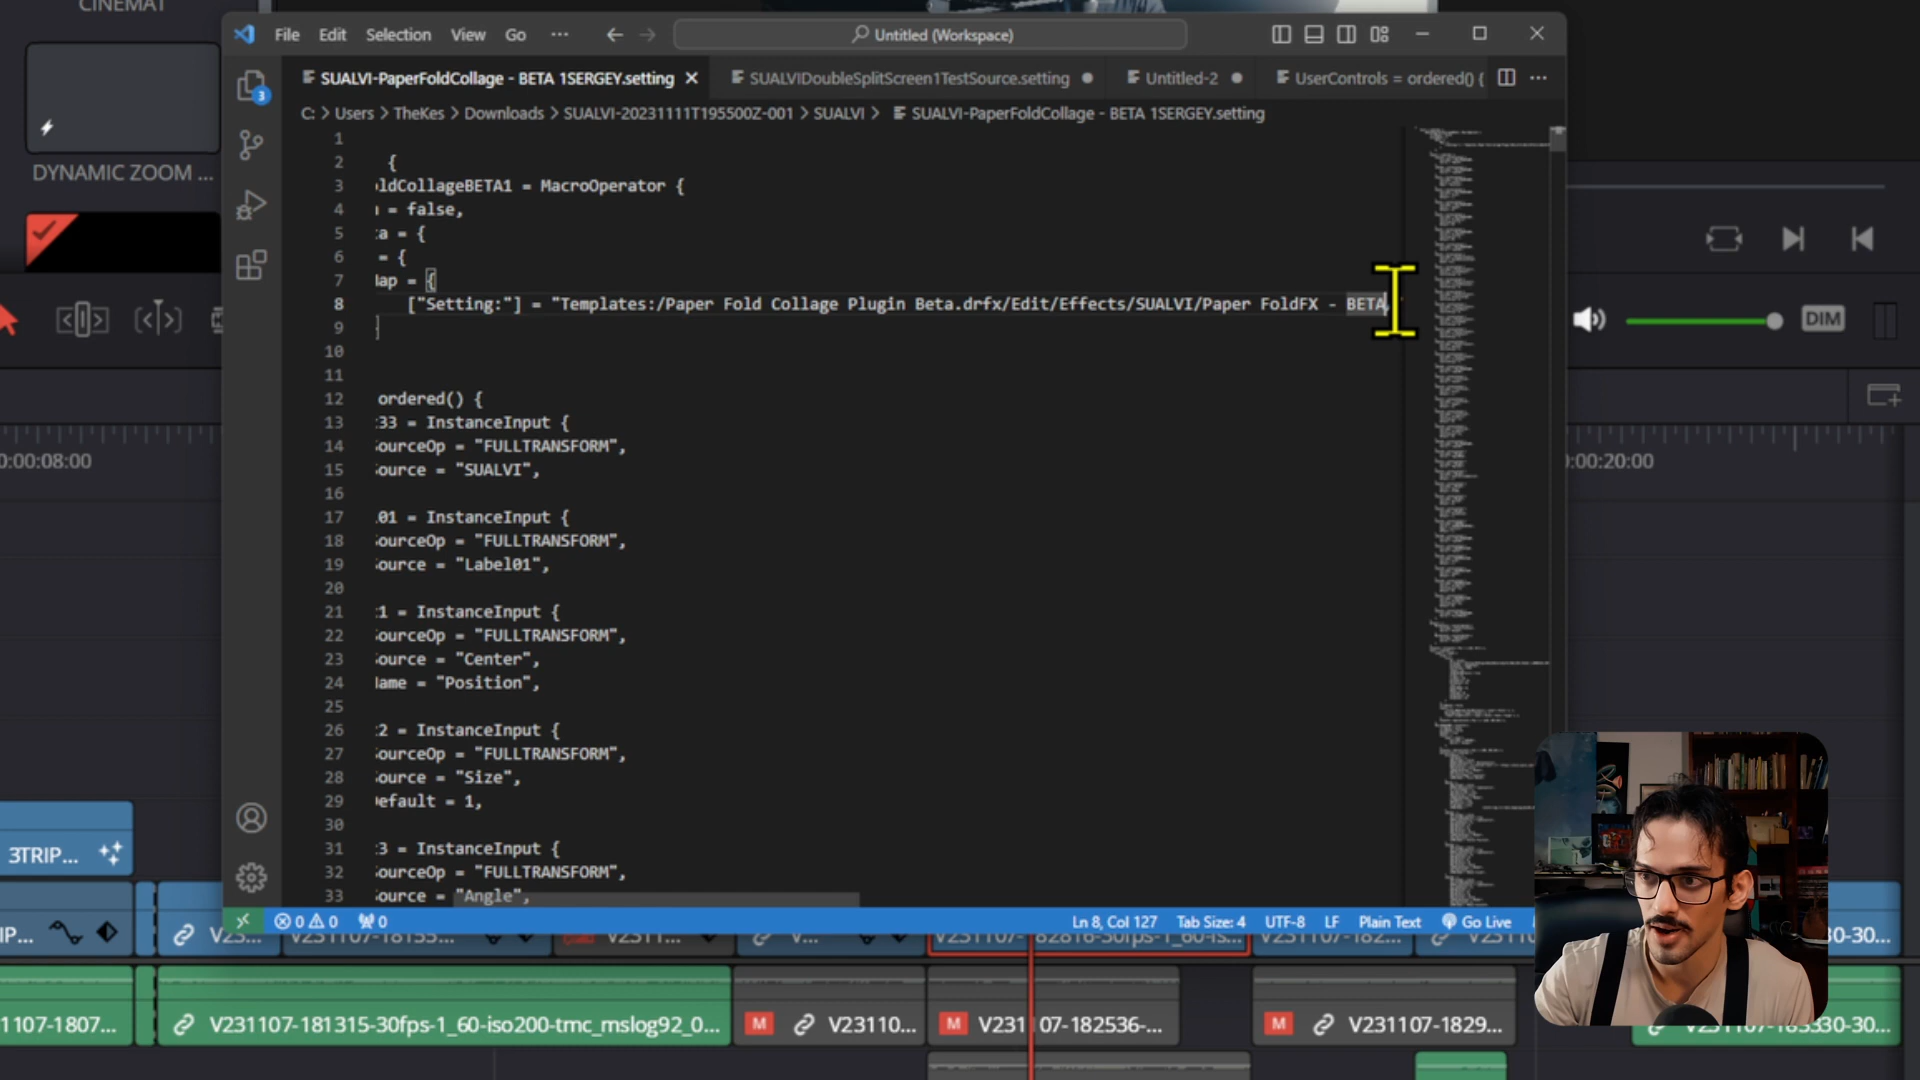 CINEMAT
DYNAMIC ZOOM ...
File Edit Selection View Go ··· Untitled (Workspace)
SUALVI-PaperFoldCollage - BETA 1SERGEY.setting
SUALVIDoubleSplitScreen1TestSource.setting
Untitled-2
UserControls = ordered() {
3
C: > Users > TheKes > Downloads > SUALVI-20231111T195500Z-001 > SUALVI > SUALVI-PaperFoldCollage - BETA 1SERGEY.setting
1
2 {
3 ldCollageBETA1 = MacroOperator {
4 = false,
5 a = {
6 = {
7 ap = {
8 ["Setting:"] = "Templates:/Paper Fold Collage Plugin Beta.drfx/Edit/Effects/SUALVI/Paper FoldFX - BETA
9 }
10
11
12 ordered() {
13 33 = InstanceInput {
14 ourceOp = "FULLTRANSFORM",
15 ource = "SUALVI",
16
17 01 = InstanceInput {
18 ourceOp = "FULLTRANSFORM",
19 ource = "Label01",
20
21 1 = InstanceInput {
22 ourceOp = "FULLTRANSFORM",
23 ource = "Center",
24 ame = "Position",
25
26 2 = InstanceInput {
27 ourceOp = "FULLTRANSFORM",
28 ource = "Size",
29 efault = 1,
30
31 3 = InstanceInput {
32 ourceOp = "FULLTRANSFORM",
33 ource = "Angle",
0 0 0
Ln 8, Col 127 Tab Size: 4 UTF-8 LF Plain Text Go Live
DIM
0:00:08:00
0:00:20:00
3TRIP...
V231107-181315-30fps-1_60-iso200-tmc_mslog92_0...
1107-1807...
M V23110...
M V231107-182536-...
M V231107-1829...